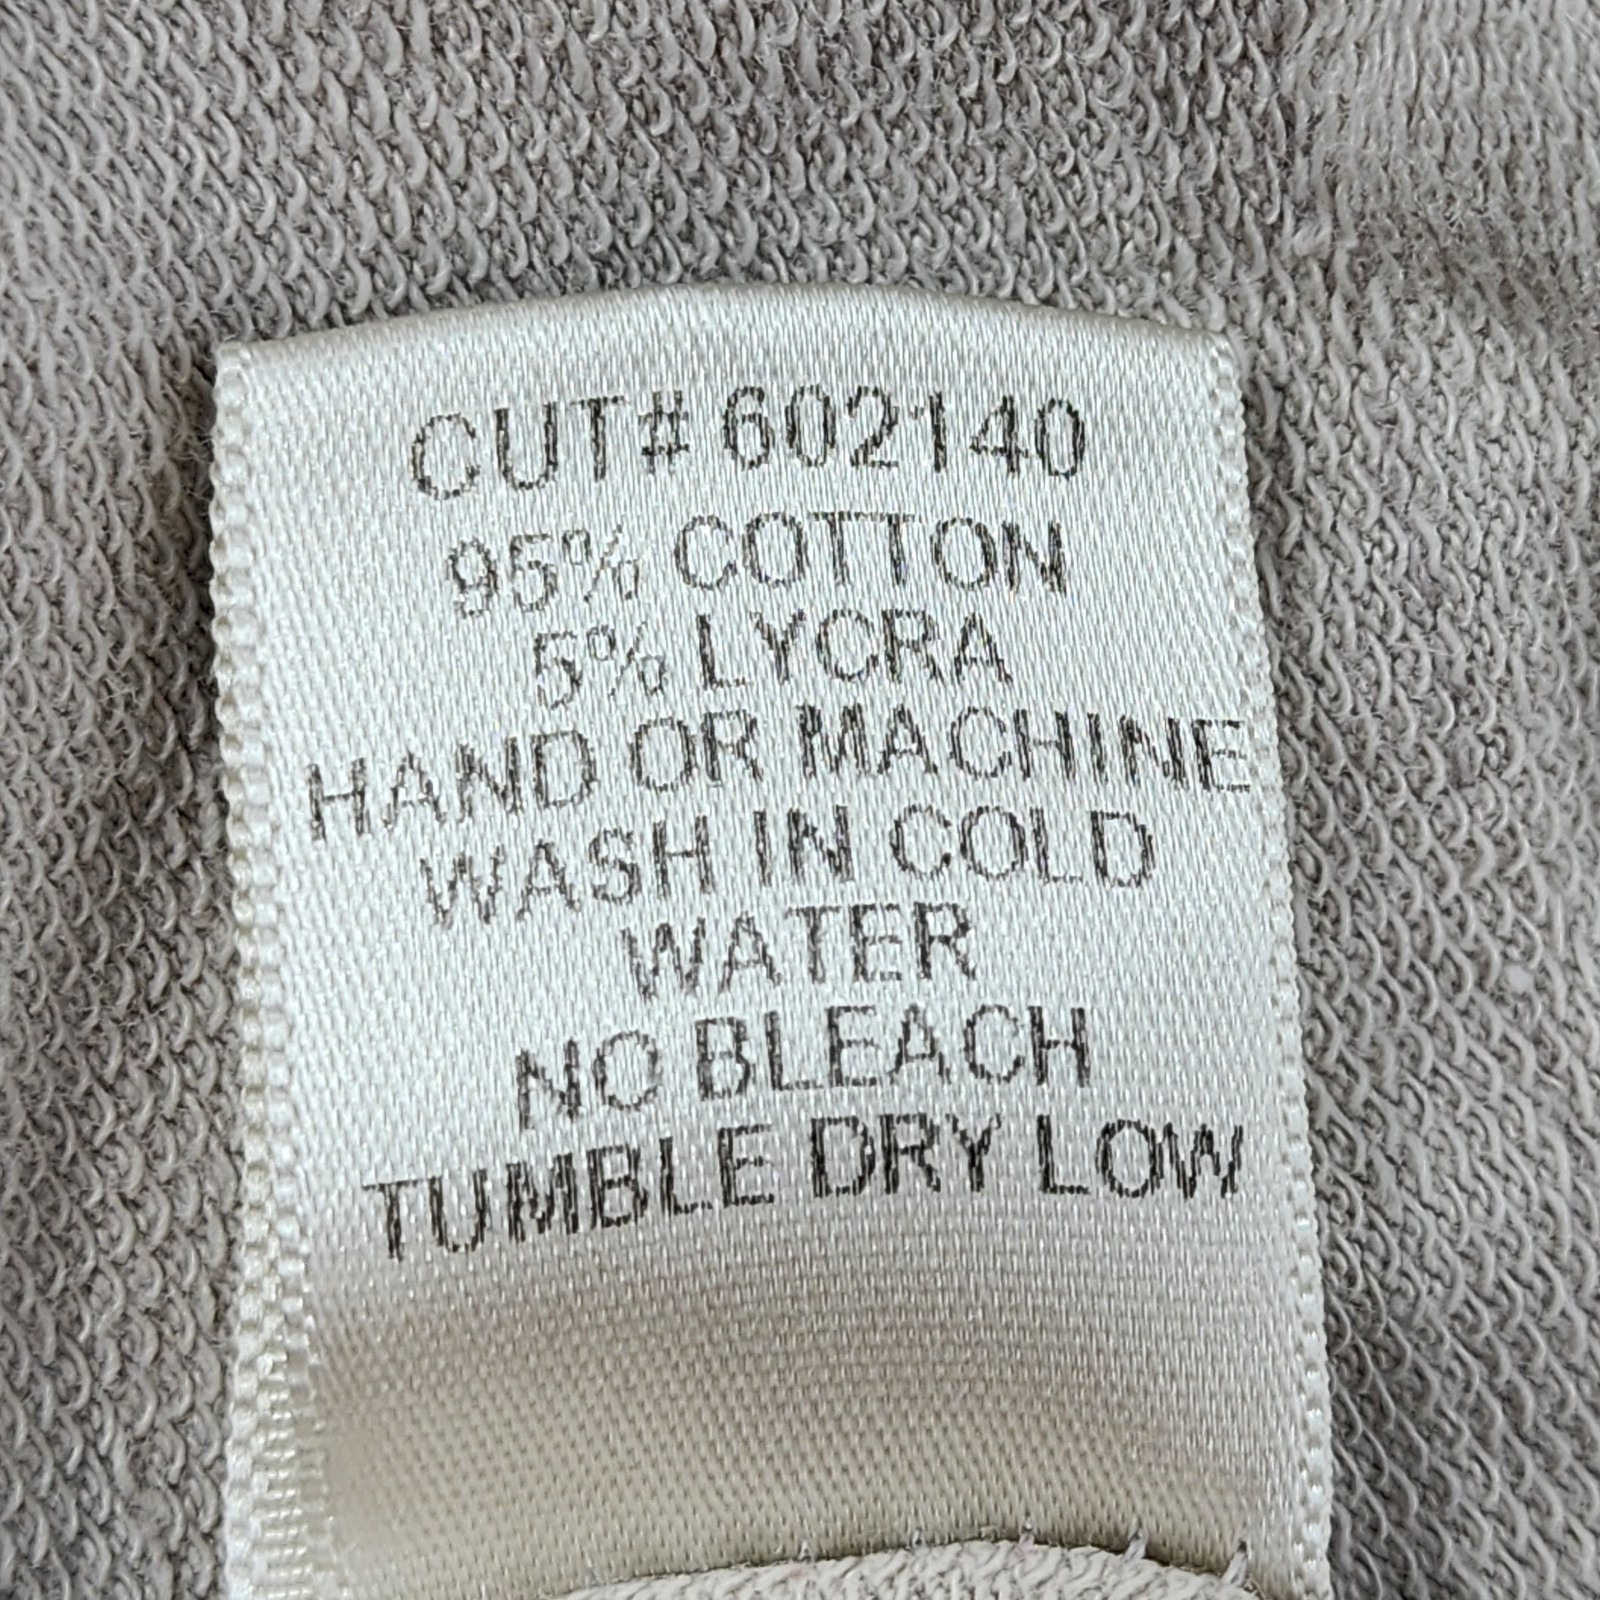 CUT# 602140
95% COTTON
5% LYCRA
HAND OR MACHINE
WASH IN COLD
WATER
NO BLEACH
TUMBLE DRY LOW